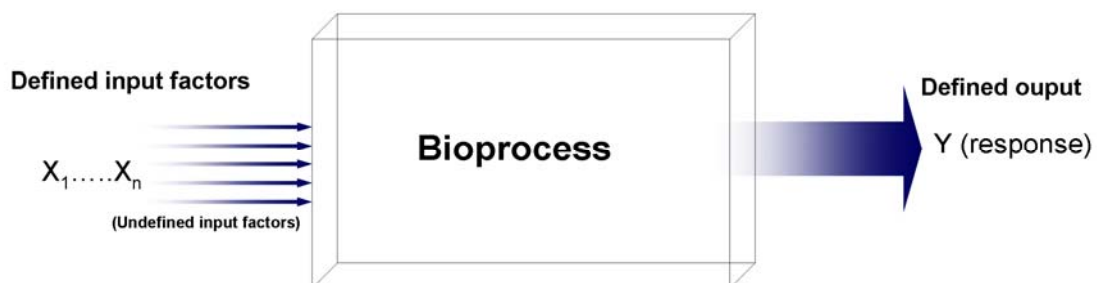 Defined input factors
X1.....Xn
(Undefined input factors)
Bioprocess
Defined ouput
Y (response)